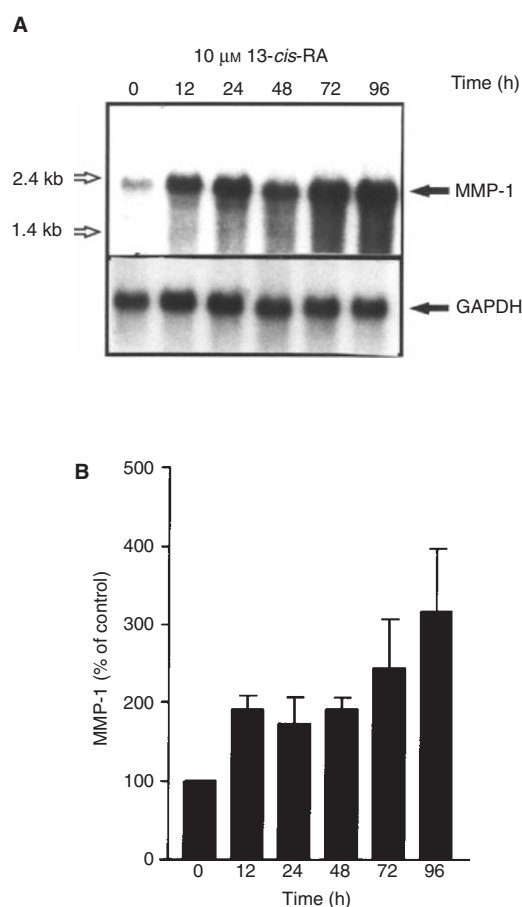 A
10 μM 13-cis-RA
0 12 24 48 72 96 Time (h)
2.4 kb
MMP-1
1.4 kb
GAPDH
B
500
400
300
200
100
0
MMP-1 (% of control)
0 12 24 48 72 96
Time (h)